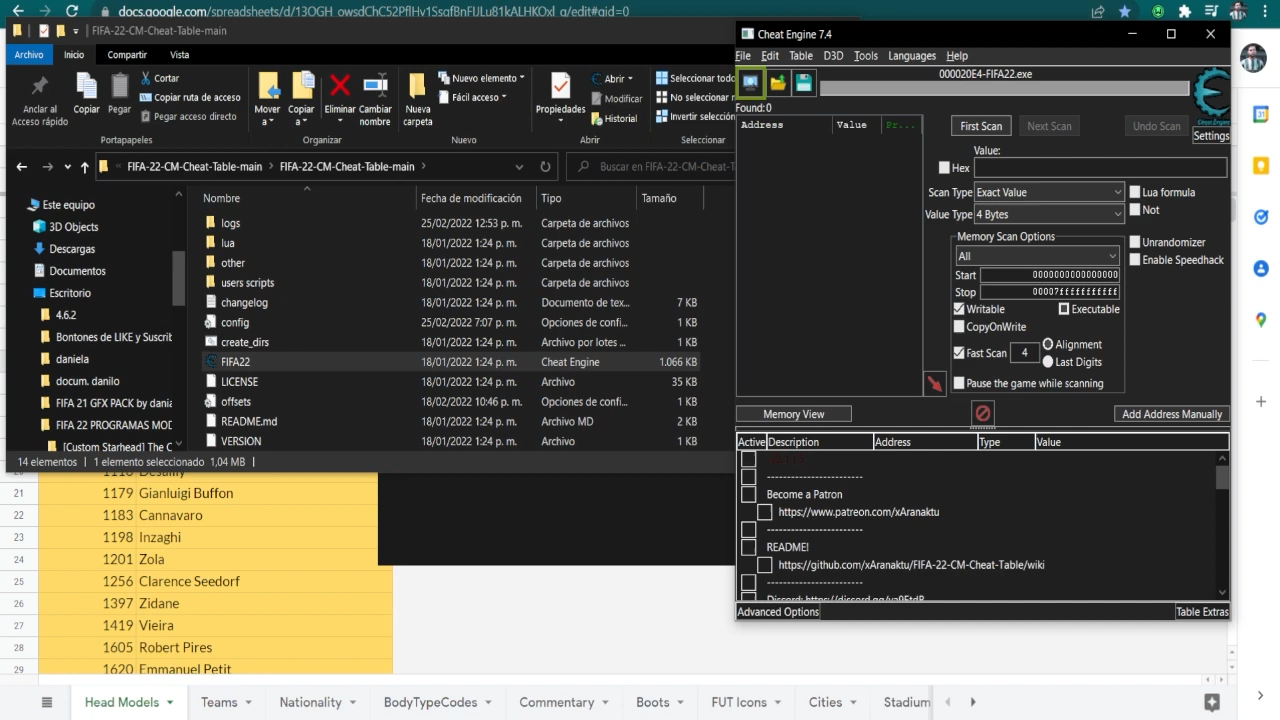 docs.google.com/spreadsheets/d/13OGH_owsdChC52PflHv1SsqfBnFlJLu81kALHKOxl_g/edit#gid=0
FIFA-22-CM-Cheat-Table-main
Archivo Inicio Compartir Vista
Anclar al
Acceso rápido
Copiar
Pegar
Cortar
Copiar ruta de acceso
Pegar acceso directo
Portapapeles
Mover
a
Copiar
a
Eliminar
Cambiar
nombre
Organizar
Nueva
carpeta
Nuevo elemento
Fácil acceso
Nuevo
Propiedades
Abrir
Modificar
Historial
Abrir
Seleccionar todo
No seleccionar
Invertir selección
Seleccionar
FIFA-22-CM-Cheat-Table-main > FIFA-22-CM-Cheat-Table-main >
Buscar en FIFA-22-CM-Cheat-T
Este equipo
3D Objects
Descargas
Documentos
Escritorio
4.6.2
Bontones de LIKE y Suscrib
daniela
docum. danilo
FIFA 21 GFX PACK by dania
FIFA 22 PROGRAMAS MOD
[Custom Starhead] The C
Nombre Fecha de modificación Tipo Tamaño
logs 25/02/2022 12:53 p. m. Carpeta de archivos
lua 18/01/2022 1:24 p. m. Carpeta de archivos
other 18/01/2022 1:24 p. m. Carpeta de archivos
users scripts 18/01/2022 1:24 p. m. Carpeta de archivos
changelog 18/01/2022 1:24 p. m. Documento de tex... 7 KB
config 25/02/2022 7:07 p. m. Opciones de confi... 1 KB
create_dirs 18/01/2022 1:24 p. m. Archivo por lotes ... 1 KB
FIFA22 18/01/2022 1:24 p. m. Cheat Engine 1.066 KB
LICENSE 18/01/2022 1:24 p. m. Archivo 35 KB
offsets 18/02/2022 10:46 p. m. Opciones de confi... 1 KB
README.md 18/01/2022 1:24 p. m. Archivo MD 2 KB
VERSION 18/01/2022 1:24 p. m. Archivo 1 KB
14 elementos | 1 elemento seleccionado 1,04 MB |
Cheat Engine 7.4
File Edit Table D3D Tools Languages Help
000020E4-FIFA22.exe
Found:0
Address Value Pr...
First Scan Next Scan Undo Scan
Cheat Engine
Settings
Value:
Hex
Scan Type Exact Value
Value Type 4 Bytes
Lua formula
Not
Memory Scan Options
All
Start 0000000000000000
Stop 00007fffffffffff
Writable Executable
CopyOnWrite
Fast Scan 4 Alignment
Last Digits
Pause the game while scanning
Unrandomizer
Enable Speedhack
Memory View
Add Address Manually
Active Description Address Type Value
-----------------------
Become a Patron
https://www.patreon.com/xAranaktu
-----------------------
README!
https://github.com/xAranaktu/FIFA-22-CM-Cheat-Table/wiki
-----------------------
Advanced Options Table Extras
1116 Desailly
21 1179 Gianluigi Buffon
22 1183 Cannavaro
23 1198 Inzaghi
24 1201 Zola
25 1256 Clarence Seedorf
26 1397 Zidane
27 1419 Vieira
28 1605 Robert Pires
29 1620 Emmanuel Petit
Head Models Teams Nationality BodyTypeCodes Commentary Boots FUT Icons Cities Stadium